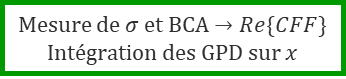 Mesure de σ et BCA → Re{CFF}
Intégration des GPD sur x